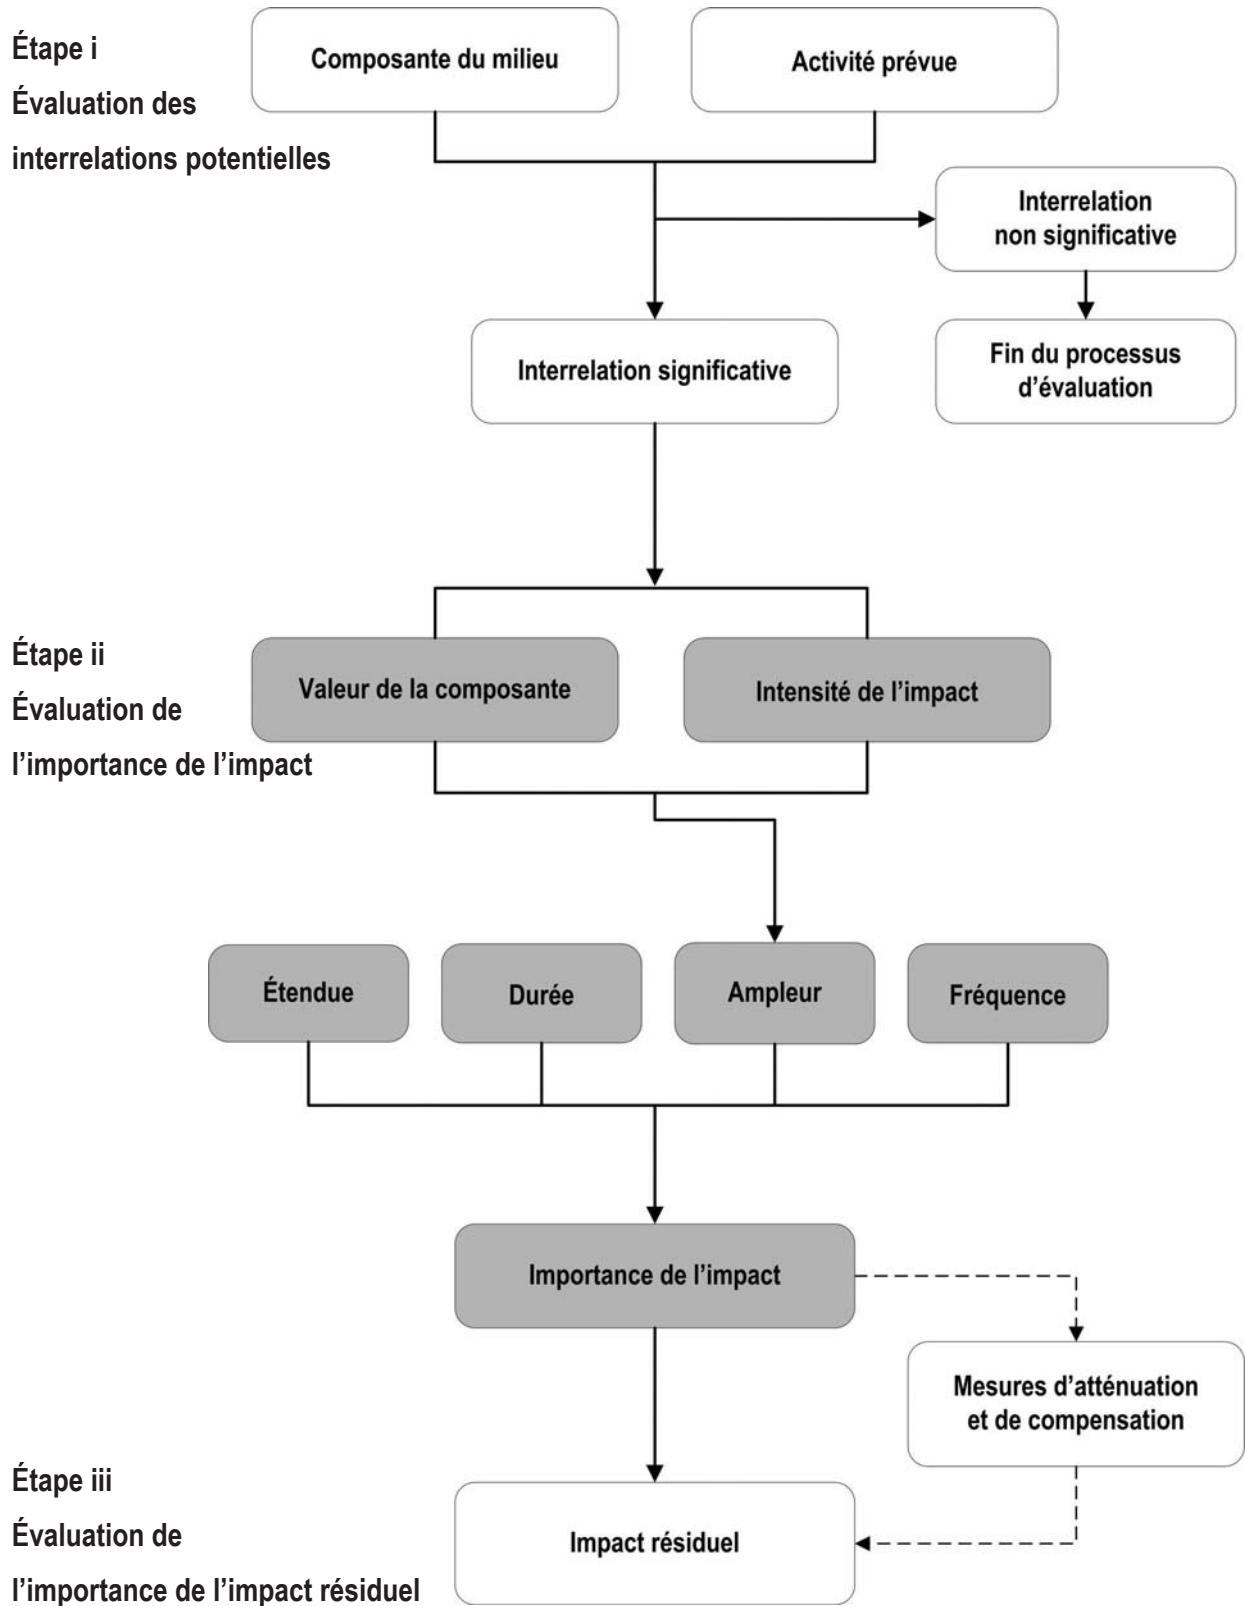 Étape i
Évaluation des
interrelations potentielles
Composante du milieu
Activité prévue
Interrelation
non significative
Interrelation significative
Fin du processus
d’évaluation
Étape ii
Évaluation de
l’importance de l’impact
Valeur de la composante
Intensité de l’impact
Étendue
Durée
Ampleur
Fréquence
Importance de l’impact
Mesures d’atténuation
et de compensation
Étape iii
Évaluation de
l’importance de l’impact résiduel
Impact résiduel